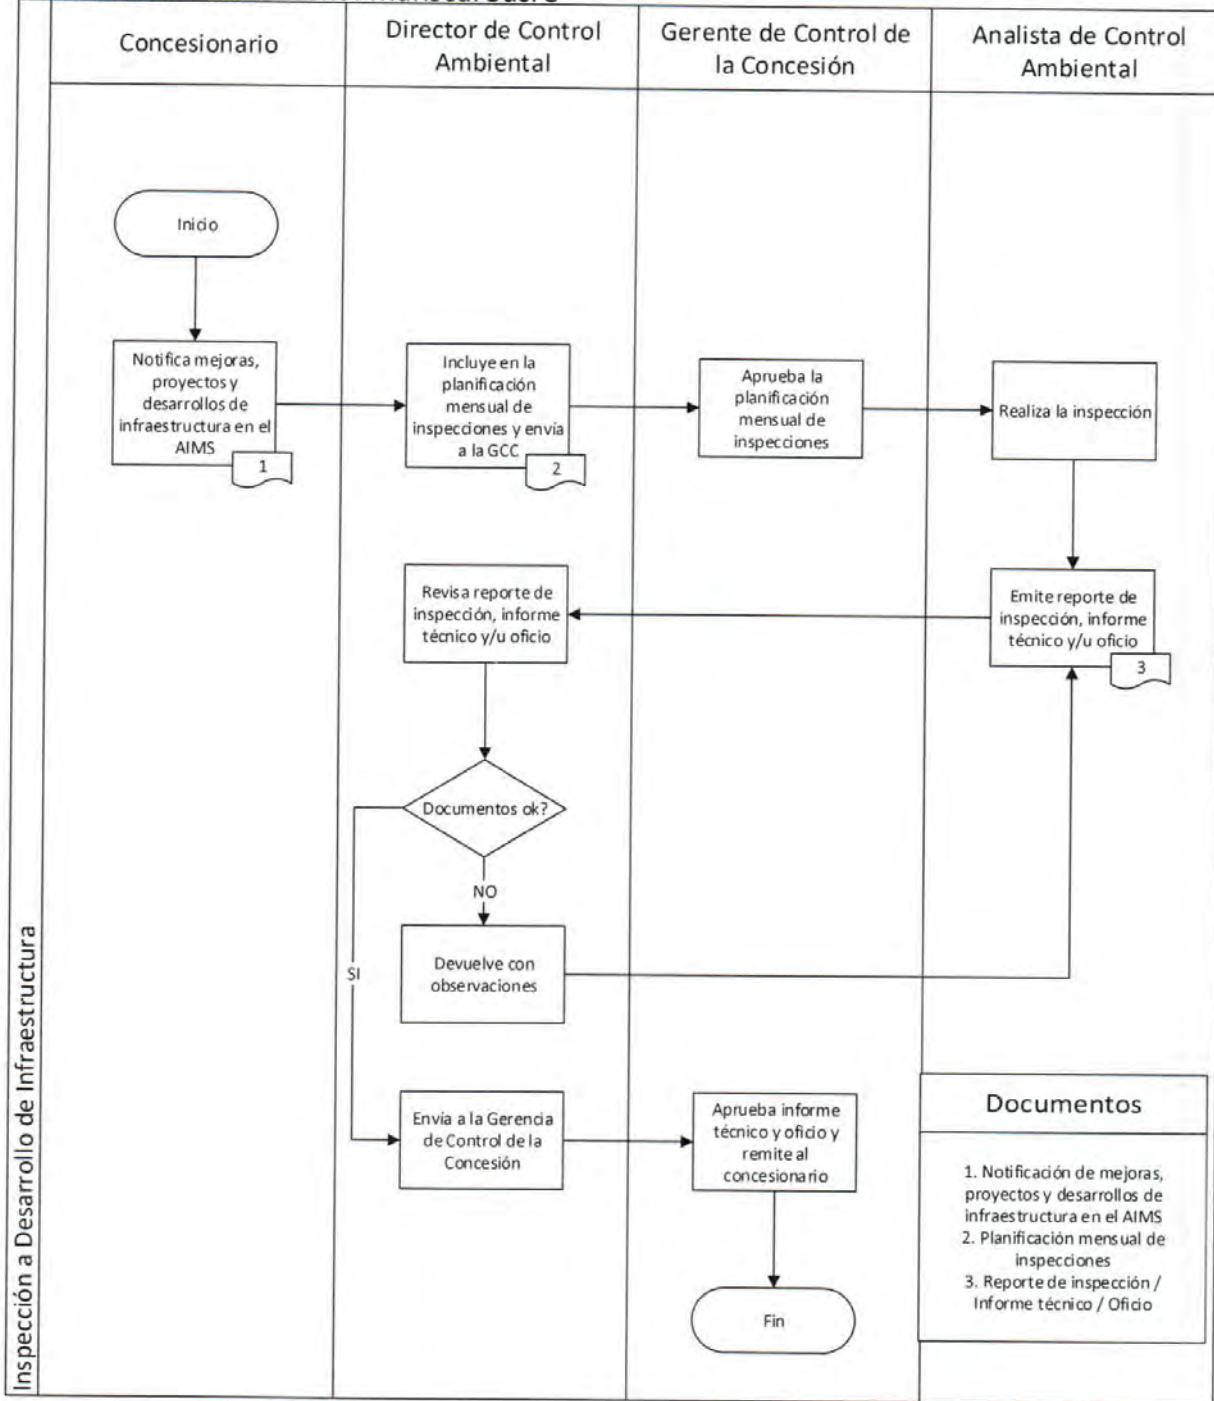 Concesionario
Director de Control
Ambiental
Gerente de Control de
la Concesión
Analista de Control
Ambiental
Inicio
Notifica mejoras,
proyectos y
desarrollos de
infraestructura en el
AIMS
1
Incluye en la
planificación
mensual de
inspecciones y envía
a la GCC
2
Aprueba la
planificación
mensual de
inspecciones
Realiza la inspección
Revisa reporte de
inspección, informe
técnico y/u oficio
Emite reporte de
inspección, informe
técnico y/u oficio
3
Documentos ok?
NO
SI
Devuelve con
observaciones
Envía a la Gerencia
de Control de la
Concesión
Aprueba informe
técnico y oficio y
remite al
concesionario
Fin
Documentos
1. Notificación de mejoras,
proyectos y desarrollos de
infraestructura en el AIMS
2. Planificación mensual de
inspecciones
3. Reporte de inspección /
Informe técnico / Oficio
Inspección a Desarrollo de Infraestructura